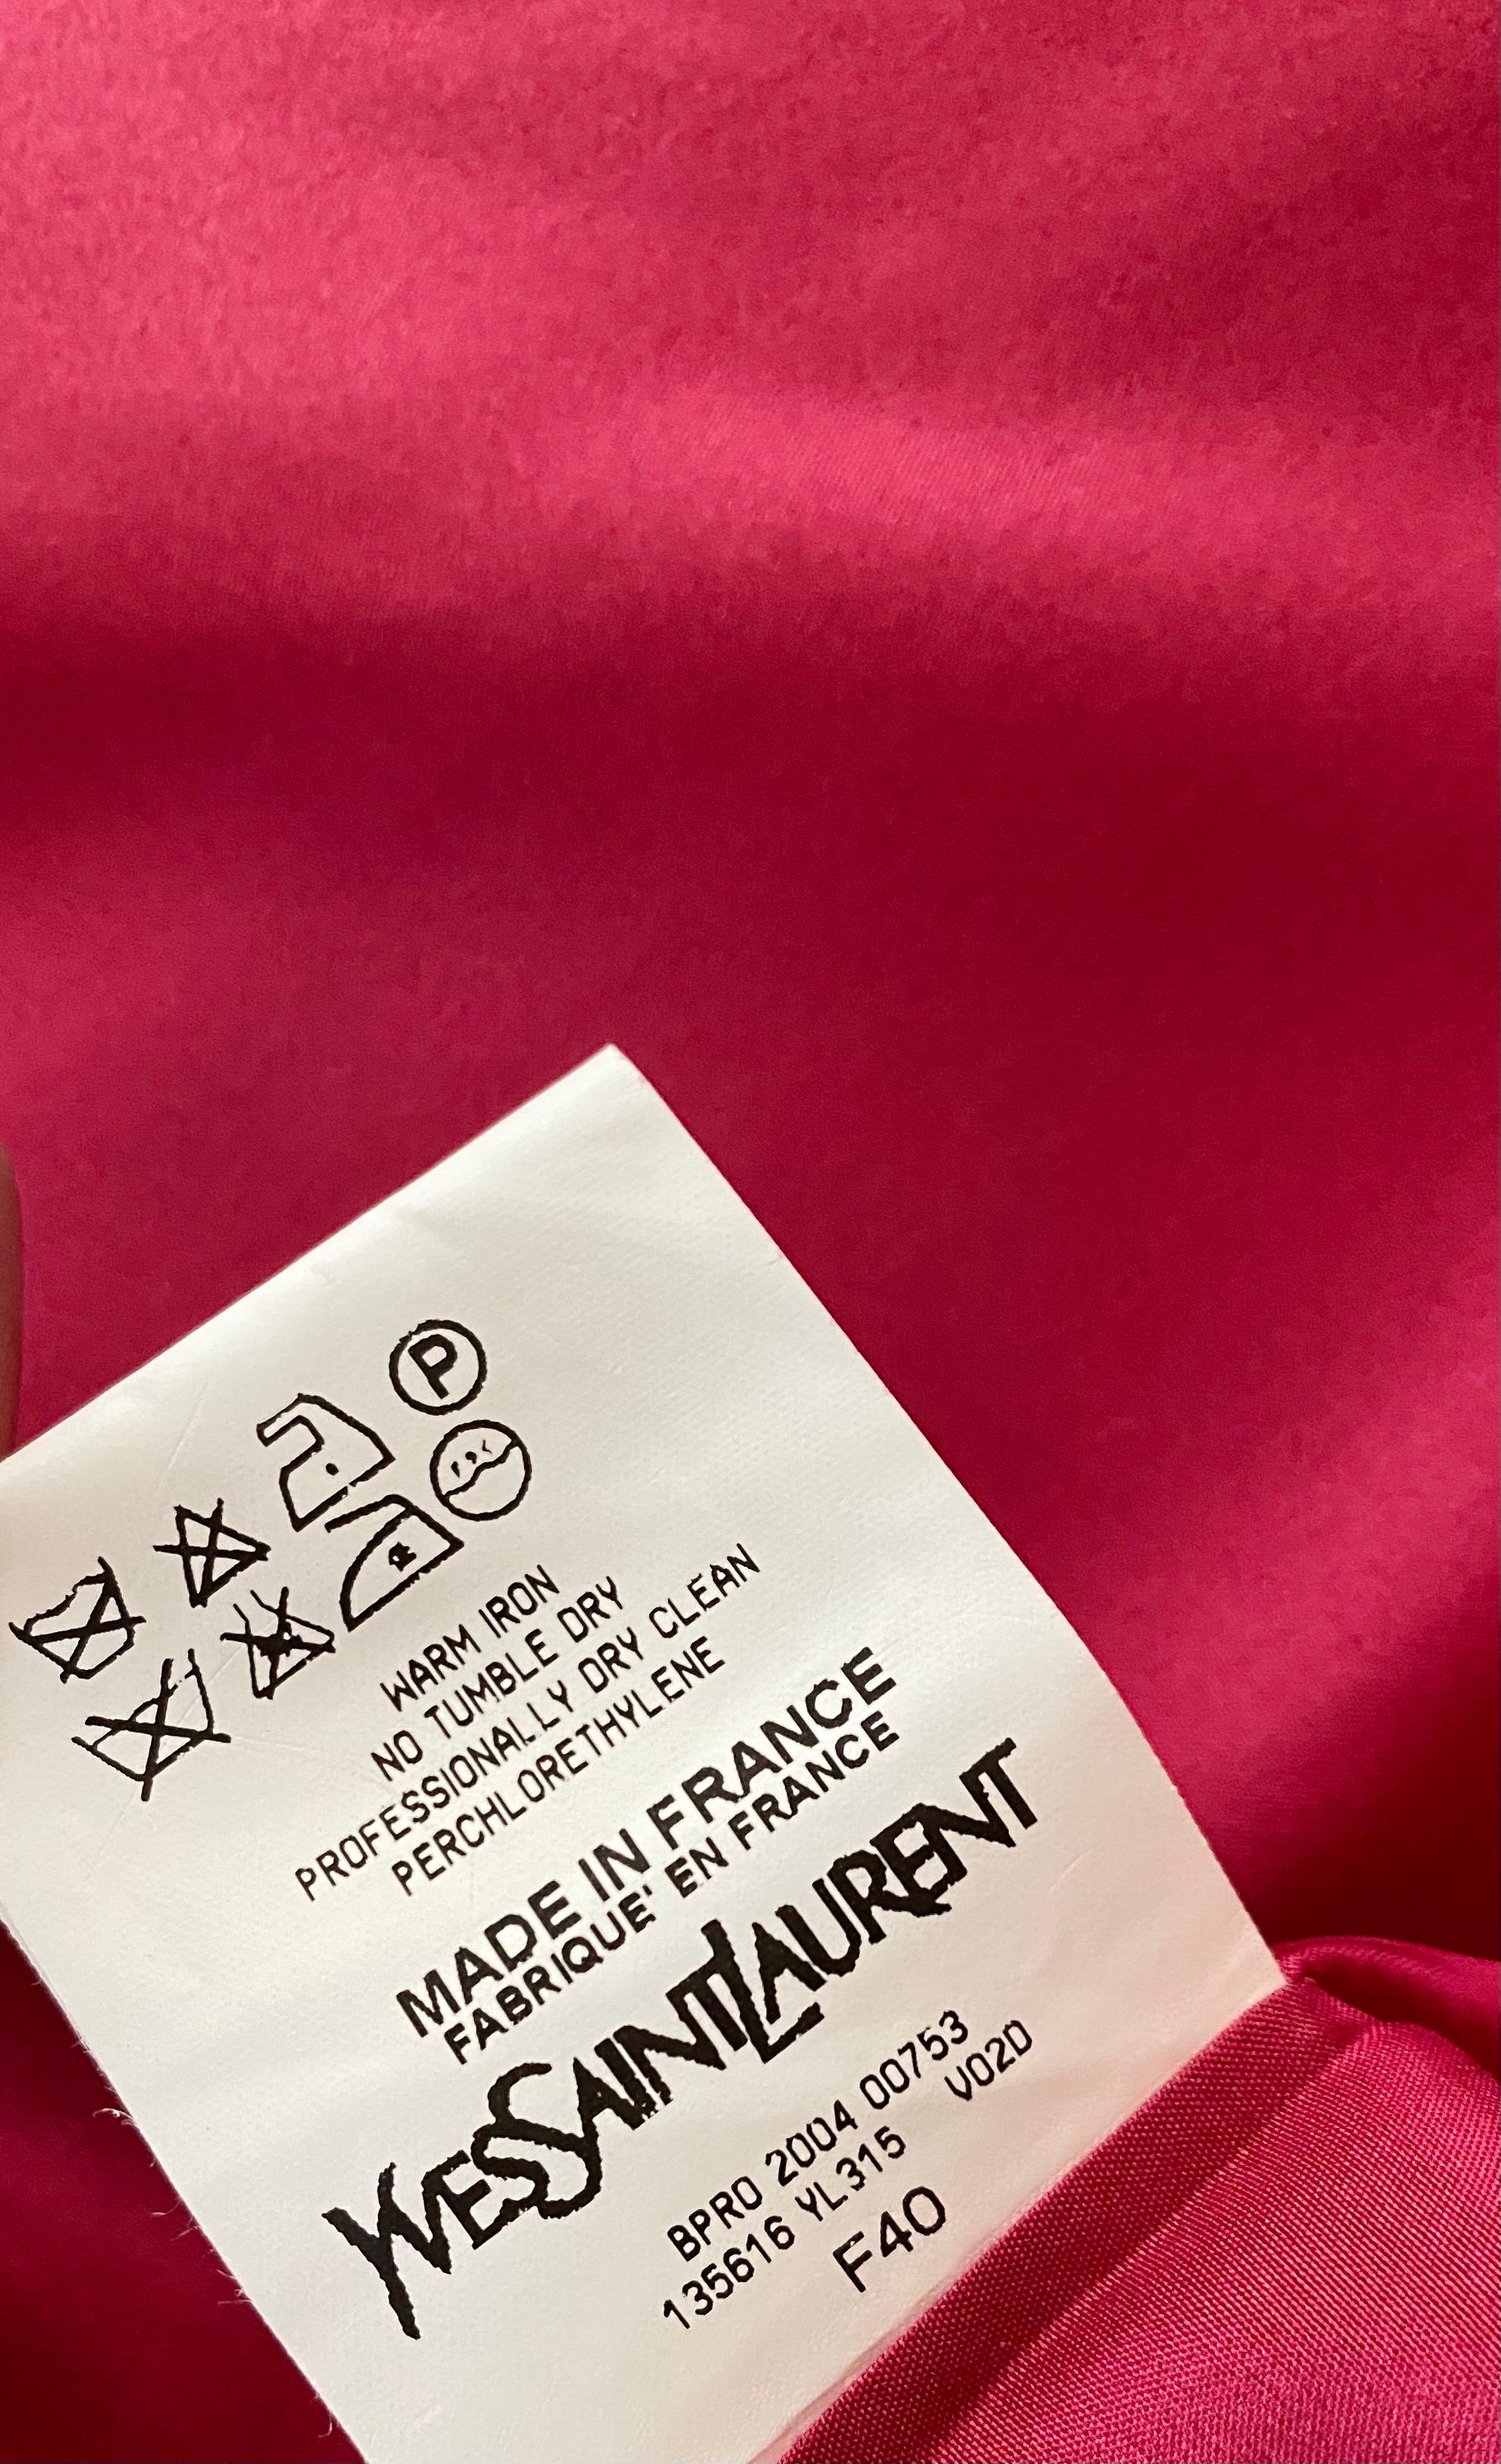 P
WARM IRON
NO TUMBLE DRY
PROFESSIONALLY DRY CLEAN
PERCHLORETHYLENE
MADE IN FRANCE
FABRIQUE' EN FRANCE
YVESSAINTLAURENT
BPRO 2004 00753
135616 YL315 V02D
F40